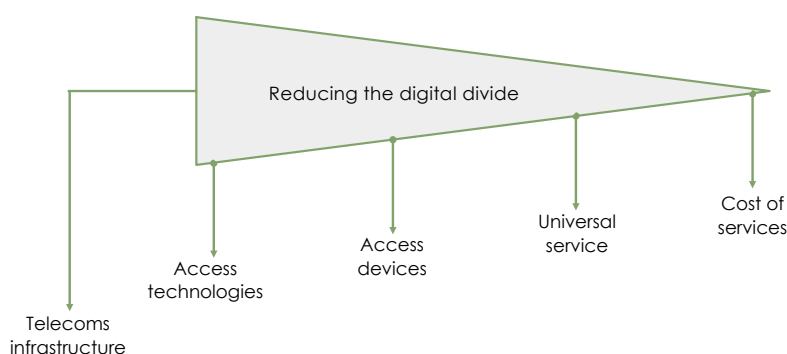 Reducing the digital divide
Telecoms
infrastructure
Access
technologies
Access
devices
Universal
service
Cost of
services